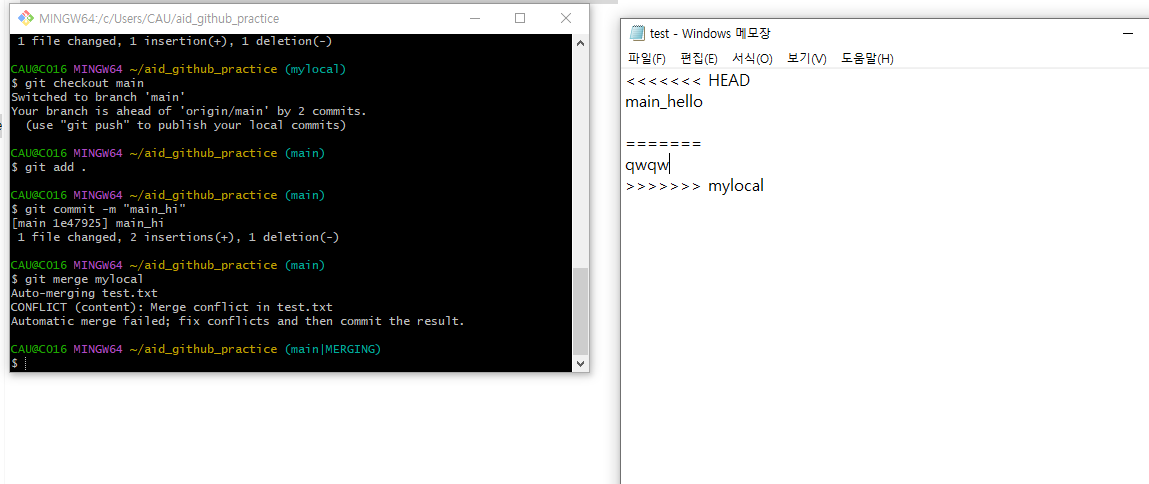 MINGW64:/c/Users/CAU/aid_github_practice
1 file changed, 1 insertion(+), 1 deletion(-)
CAU@CO16 MINGW64 ~/aid_github_practice (mylocal)
$ git checkout main
Switched to branch 'main'
Your branch is ahead of 'origin/main' by 2 commits.
(use "git push" to publish your local commits)
CAU@CO16 MINGW64 ~/aid_github_practice (main)
$ git add .
CAU@CO16 MINGW64 ~/aid_github_practice (main)
$ git commit -m "main_hi"
[main 1e47925] main_hi
1 file changed, 2 insertions(+), 1 deletion(-)
CAU@CO16 MINGW64 ~/aid_github_practice (main)
$ git merge mylocal
Auto-merging test.txt
CONFLICT (content): Merge conflict in test.txt
Automatic merge failed; fix conflicts and then commit the result.
CAU@CO16 MINGW64 ~/aid_github_practice (main|MERGING)
$
test - Windows 메모장
파일(F) 편집(E) 서식(O) 보기(V) 도움말(H)
<<<<<<< HEAD
main_hello
=======
qwqw
>>>>>>> mylocal